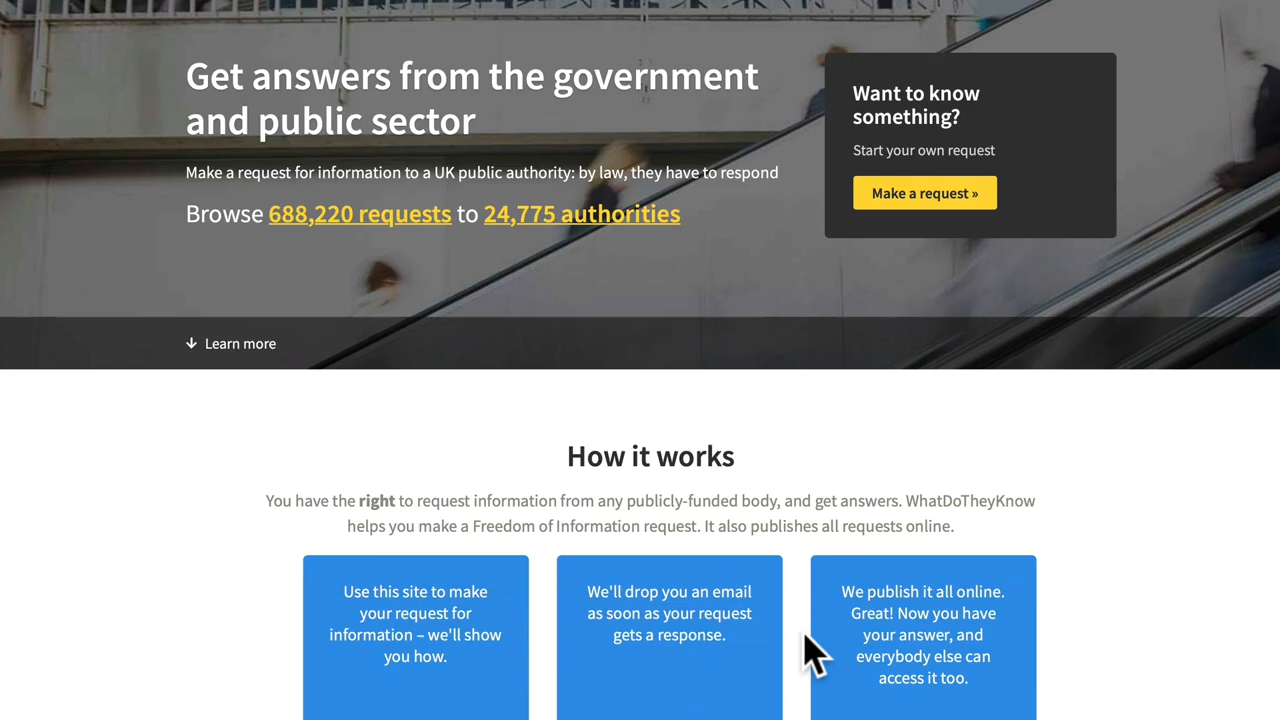 Get answers from the government
and public sector
Make a request for information to a UK public authority: by law, they have to respond
Browse 688,220 requests to 24,775 authorities
Want to know
something?
Start your own request
Make a request »
↓ Learn more
How it works
You have the right to request information from any publicly-funded body, and get answers. WhatDoTheyKnow
helps you make a Freedom of Information request. It also publishes all requests online.
Use this site to make
your request for
information – we'll show
you how.
We'll drop you an email
as soon as your request
gets a response.
We publish it all online.
Great! Now you have
your answer, and
everybody else can
access it too.